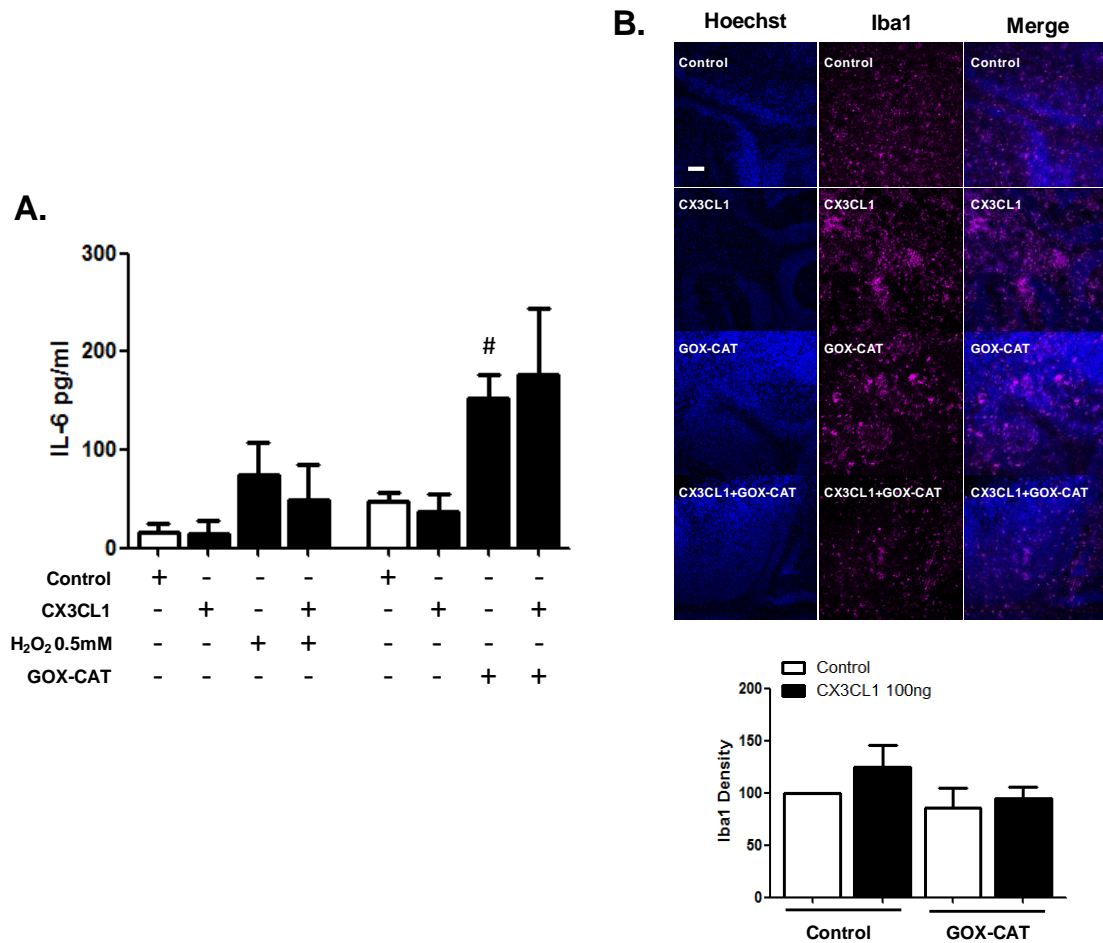 A.
300
200
100
0
IL-6 pg/ml
#
Control + - - - + - - -
CX3CL1 - + - + - + - +
H₂O₂ 0.5mM - - + + - - - -
GOX-CAT - - - - - - + +
B.
Hoechst Iba1 Merge
Control Control Control
CX3CL1 CX3CL1 CX3CL1
GOX-CAT GOX-CAT GOX-CAT
CX3CL1+GOX-CAT CX3CL1+GOX-CAT CX3CL1+GOX-CAT
Control
CX3CL1 100ng
200
150
100
50
0
Iba1 Density
Control GOX-CAT